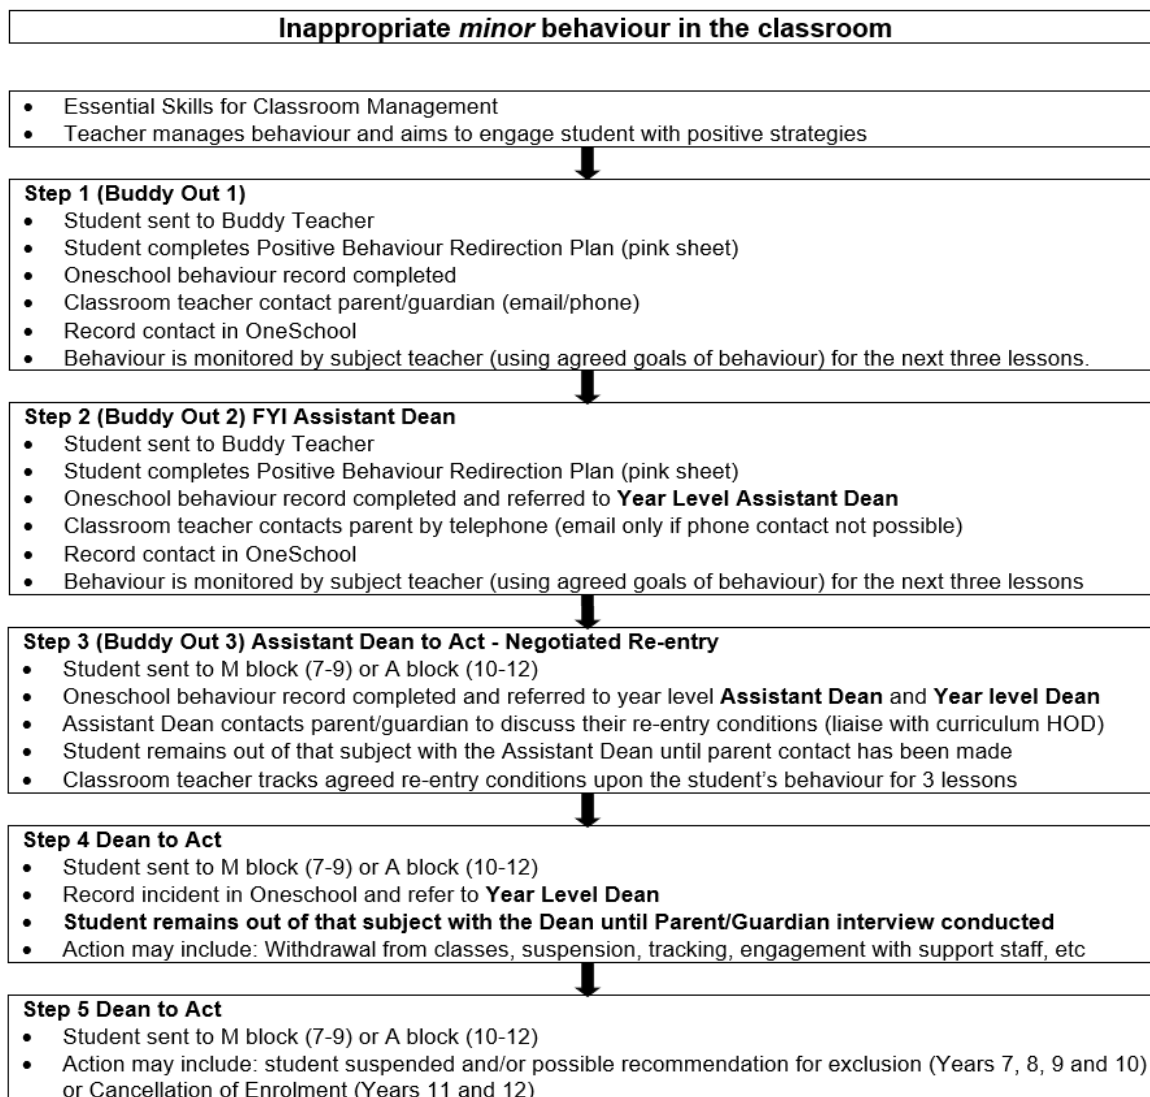 Inappropriate minor behaviour in the classroom
• Essential Skills for Classroom Management
• Teacher manages behaviour and aims to engage student with positive strategies
Step 1 (Buddy Out 1)
• Student sent to Buddy Teacher
• Student completes Positive Behaviour Redirection Plan (pink sheet)
• Oneschool behaviour record completed
• Classroom teacher contact parent/guardian (email/phone)
• Record contact in OneSchool
• Behaviour is monitored by subject teacher (using agreed goals of behaviour) for the next three lessons.
Step 2 (Buddy Out 2) FYI Assistant Dean
• Student sent to Buddy Teacher
• Student completes Positive Behaviour Redirection Plan (pink sheet)
• Oneschool behaviour record completed and referred to Year Level Assistant Dean
• Classroom teacher contacts parent by telephone (email only if phone contact not possible)
• Record contact in OneSchool
• Behaviour is monitored by subject teacher (using agreed goals of behaviour) for the next three lessons
Step 3 (Buddy Out 3) Assistant Dean to Act - Negotiated Re-entry
• Student sent to M block (7-9) or A block (10-12)
• Oneschool behaviour record completed and referred to year level Assistant Dean and Year level Dean
• Assistant Dean contacts parent/guardian to discuss their re-entry conditions (liaise with curriculum HOD)
• Student remains out of that subject with the Assistant Dean until parent contact has been made
• Classroom teacher tracks agreed re-entry conditions upon the student's behaviour for 3 lessons
Step 4 Dean to Act
• Student sent to M block (7-9) or A block (10-12)
• Record incident in Oneschool and refer to Year Level Dean
• Student remains out of that subject with the Dean until Parent/Guardian interview conducted
• Action may include: Withdrawal from classes, suspension, tracking, engagement with support staff, etc
Step 5 Dean to Act
• Student sent to M block (7-9) or A block (10-12)
• Action may include: student suspended and/or possible recommendation for exclusion (Years 7, 8, 9 and 10)
or Cancellation of Enrolment (Years 11 and 12)